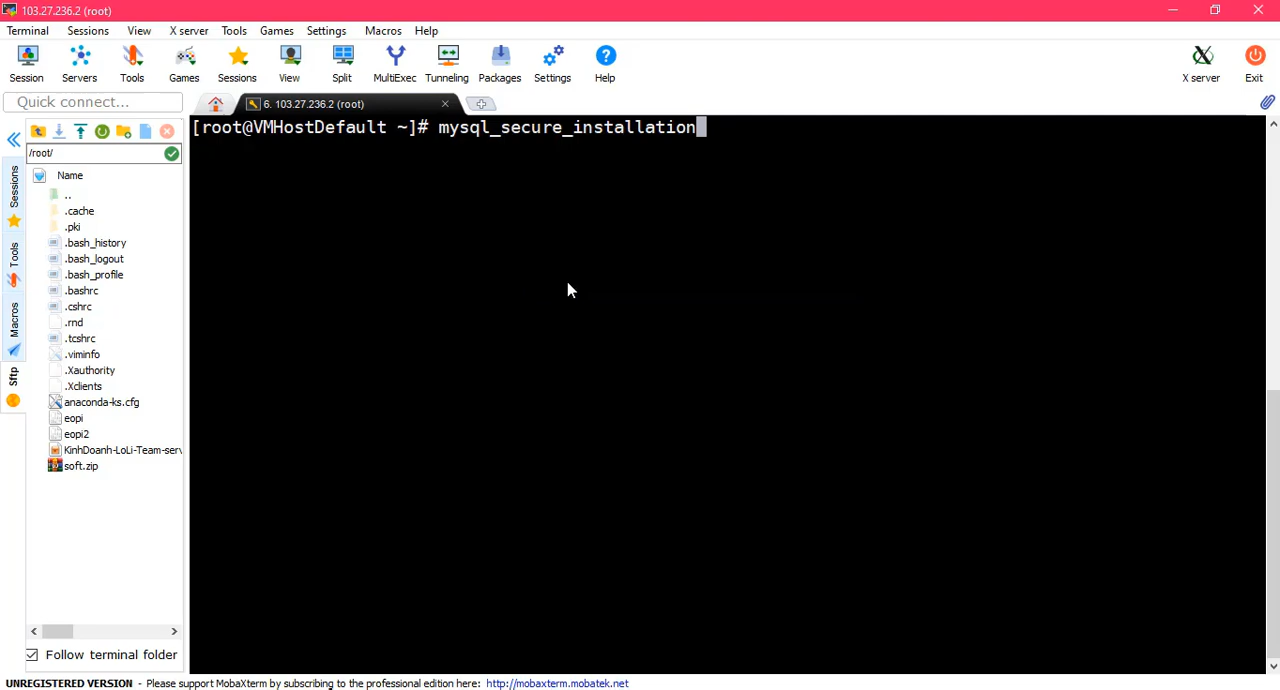 103.27.236.2 (root)
Terminal Sessions View X server Tools Games Settings Macros Help
Session Servers Tools Games Sessions View Split MultiExec Tunneling Packages Settings Help X server Exit
Quick connect...
6. 103.27.236.2 (root)
/root/
Name
..
.cache
.pki
.bash_history
.bash_logout
.bash_profile
.bashrc
.cshrc
.rnd
.tcshrc
.viminfo
.Xauthority
.Xclients
anaconda-ks.cfg
eopi
eopi2
KinhDoanh-LoLi-Team-serv
soft.zip
Follow terminal folder
Sessions
Tools
Macros
Sftp
[root@VMHostDefault ~]# mysql_secure_installation
UNREGISTERED VERSION - Please support MobaXterm by subscribing to the professional edition here: http://mobaxterm.mobatek.net